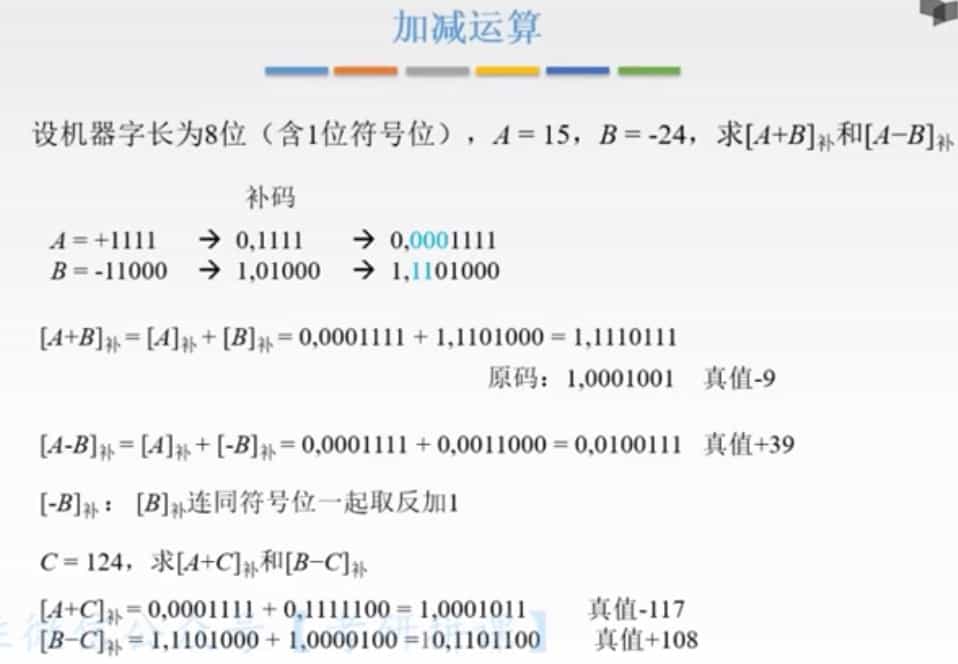 加减运算
设机器字长为8位（含1位符号位），A = 15，B = -24，求[A+B]补和[A−B]补
补码
A = +1111 → 0,1111 → 0,0001111
B = -11000 → 1,01000 → 1,1101000
[A+B]补 = [A]补 + [B]补 = 0,0001111 + 1,1101000 = 1,1110111
原码：1,0001001 真值-9
[A-B]补 = [A]补 + [-B]补 = 0,0001111 + 0,0011000 = 0,0100111 真值+39
[-B]补：[B]补连同符号位一起取反加1
C = 124，求[A+C]补和[B−C]补
[A+C]补 = 0,0001111 + 0,1111100 = 1,0001011 真值-117
[B−C]补 = 1,1101000 + 1,0000100 =10,1101100 真值+108